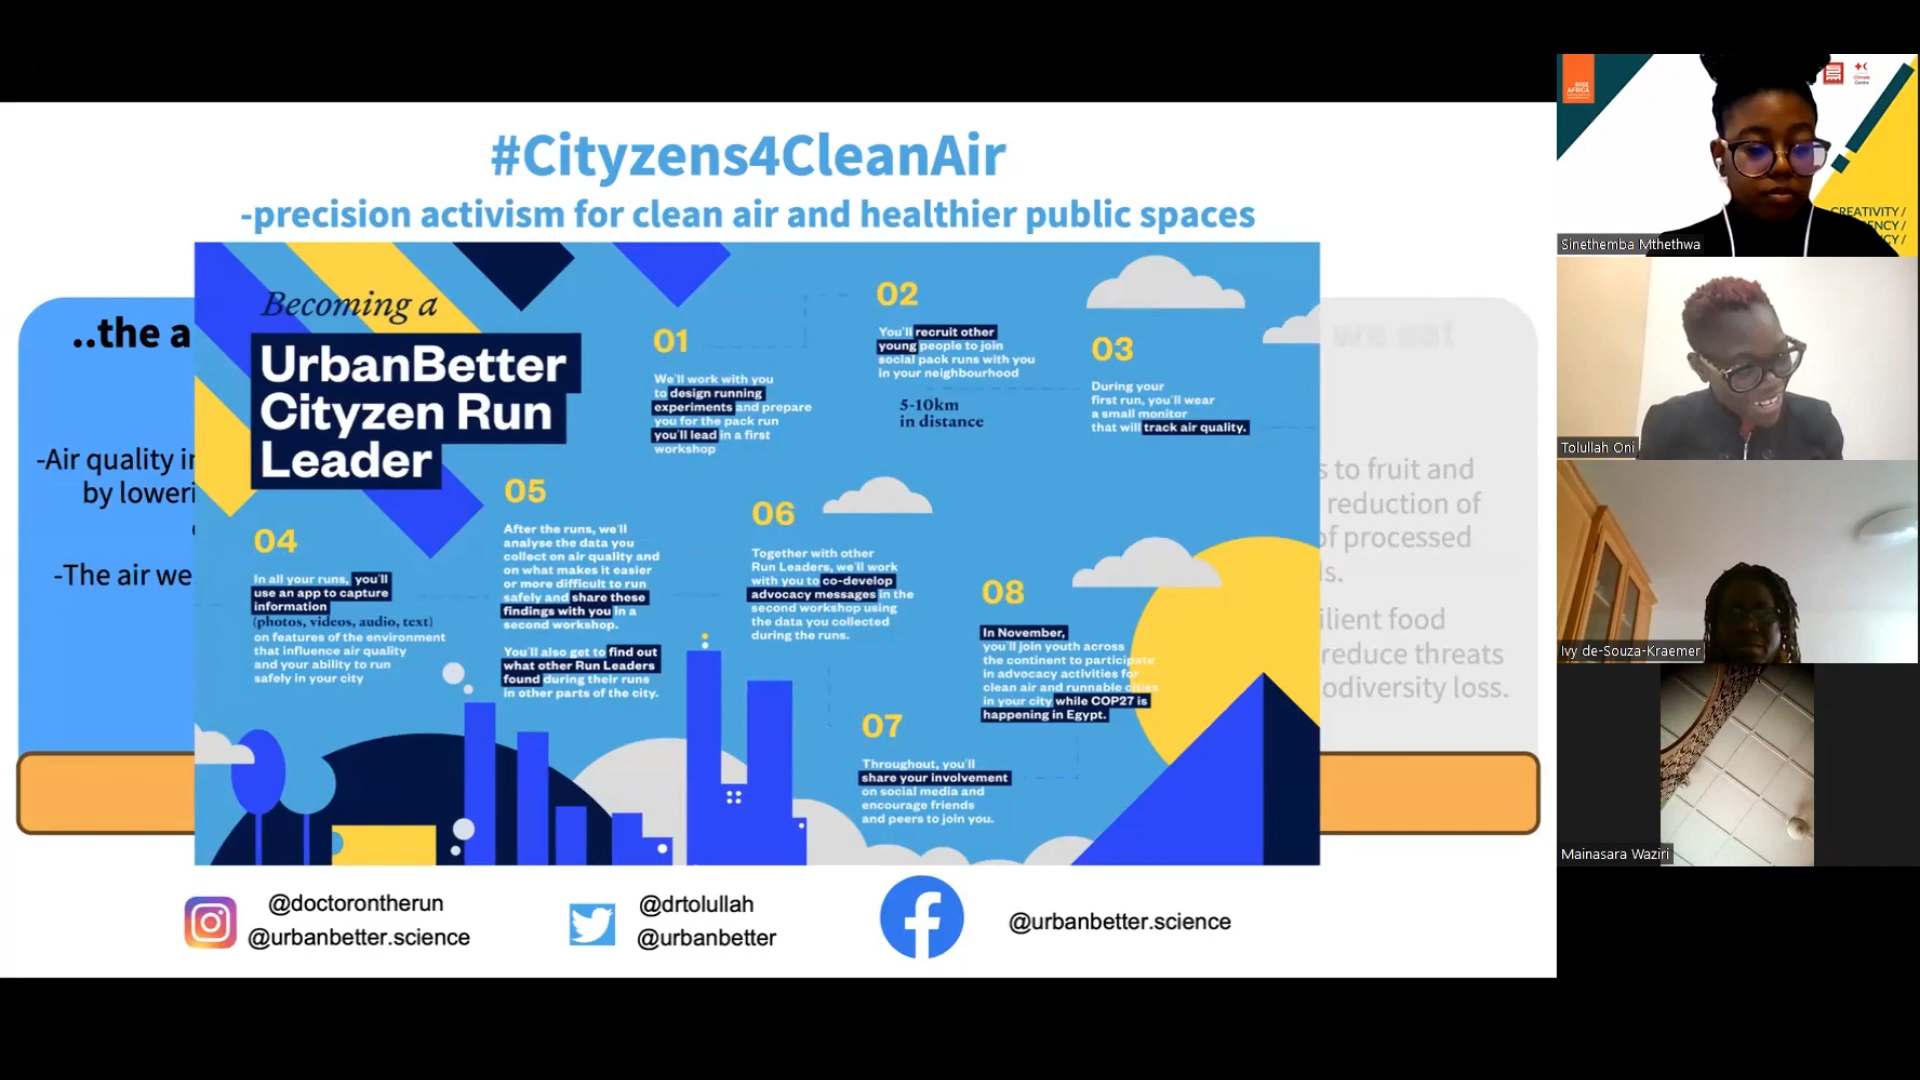 #Cityzens4CleanAir
-precision activism for clean air and healthier public spaces
..the a
-Air quality in
by loweri
-The air we
Becoming a
UrbanBetter
Cityzen Run
Leader
01
We'll work with you
to design running
experiments and prepare
you for the pack run
you'll lead in a first
workshop
02
You'll recruit other
young people to join
social pack runs with you
in your neighbourhood
5-10km
in distance
03
During your
first run, you'll wear
a small monitor
that will track air quality.
04
In all your runs, you'll
use an app to capture
information
(photos, videos, audio, text)
on features of the environment
that influence air quality
and your ability to run
safely in your city
05
After the runs, we'll
analyse the data you
collect on air quality and
on what makes it easier
or more difficult to run
safely and share these
findings with you in a
second workshop.
You'll also get to find out
what other Run Leaders
found during their runs
in other parts of the city.
06
Together with other
Run Leaders, we'll work
with you to co-develop
advocacy messages in the
second workshop using
the data you collected
during the runs.
07
Throughout, you'll
share your involvement
on social media and
encourage friends
and peers to join you.
08
In November,
you'll join youth across
the continent to participate
in advocacy activities for
clean air and runnable cities
in your city while COP27 is
happening in Egypt.
we eat
s to fruit and
reduction of
of processed
ls.
ilient food
reduce threats
odiversity loss.
@doctorontherun
@urbanbetter.science
@drtolullah
@urbanbetter
@urbanbetter.science
RISE
AFRICA
CREATIVITY /
ENCY /
CY /
Sinethemba Mthethwa
Tolullah Oni
Ivy de-Souza-Kraemer
Mainasara Waziri